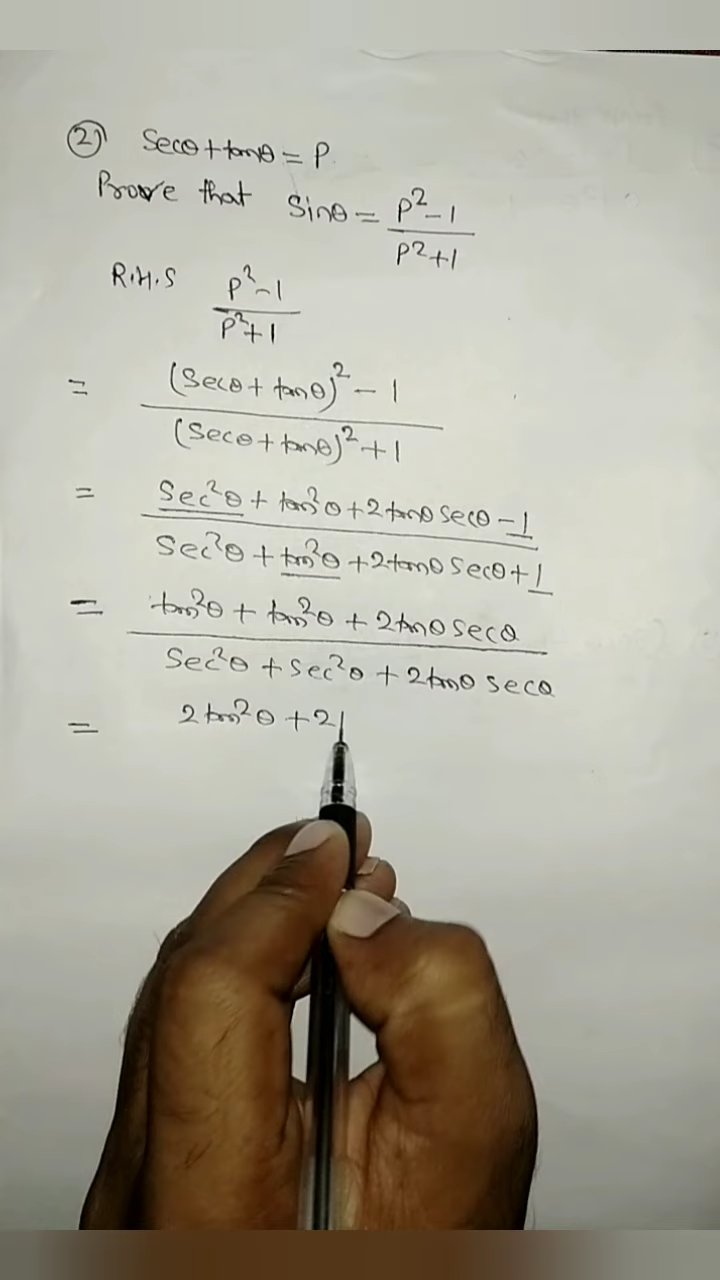 ② Secθ + tanθ = P.
Prove that Sinθ = P² - 1 / P² + 1
R.H.S P² - 1 / P² + 1
= (Secθ + tanθ)² - 1 / (Secθ + tanθ)² + 1
= Sec²θ + tan²θ + 2tanθ secθ - 1 / Sec²θ + tan²θ + 2tanθ secθ + 1
= tan²θ + tan²θ + 2tanθ secθ / Sec²θ + Sec²θ + 2tanθ secθ
= 2tan²θ + 2